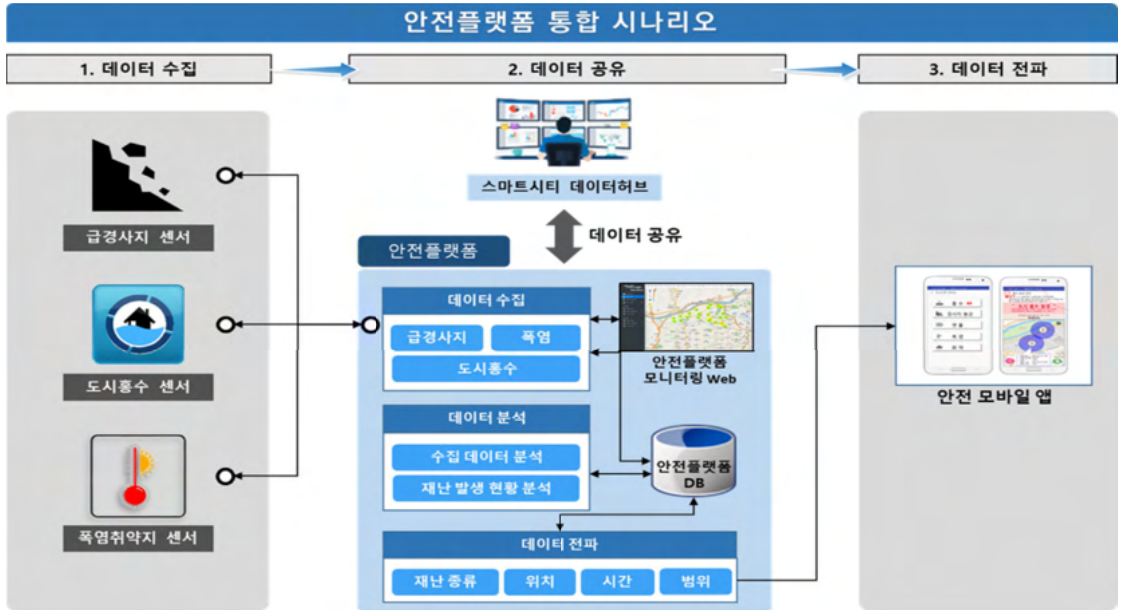 안전플랫폼 통합 시나리오
1. 데이터 수집
2. 데이터 공유
3. 데이터 전파
급경사지 센서
도시홍수 센서
폭염취약지 센서
스마트시티 데이터허브
데이터 공유
안전플랫폼
데이터 수집
급경사지
폭염
도시홍수
안전플랫폼
모니터링 Web
데이터 분석
수집 데이터 분석
재난 발생 현황 분석
안전플랫폼
DB
데이터 전파
재난 종류
위치
시간
범위
안전 모바일 앱